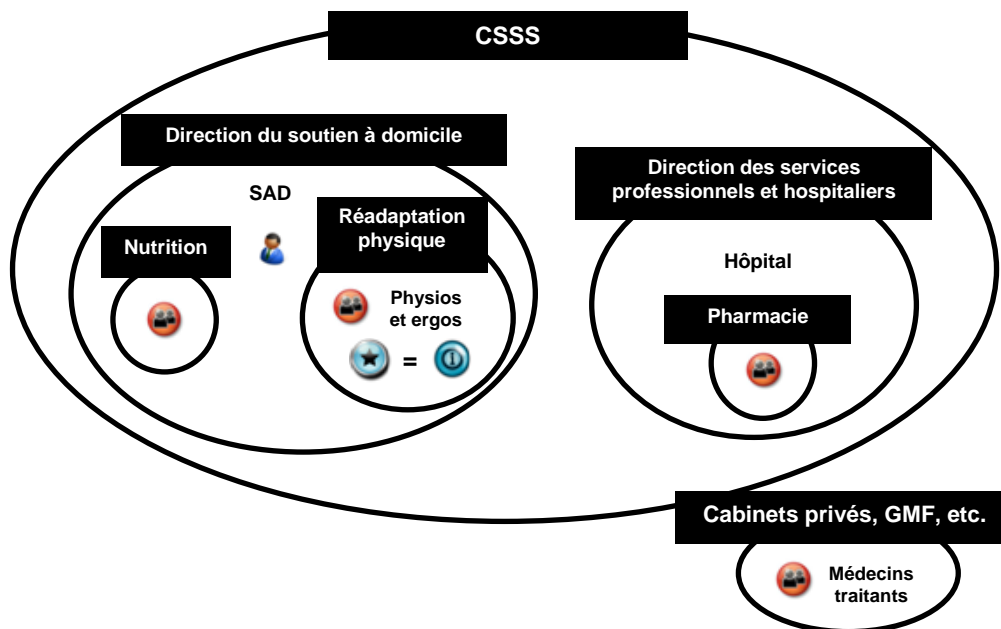 CSSS
Direction du soutien à domicile
SAD
Nutrition
Réadaptation
physique
Physios
et ergos
=
Direction des services
professionnels et hospitaliers
Hôpital
Pharmacie
Cabinets privés, GMF, etc.
Médecins
traitants